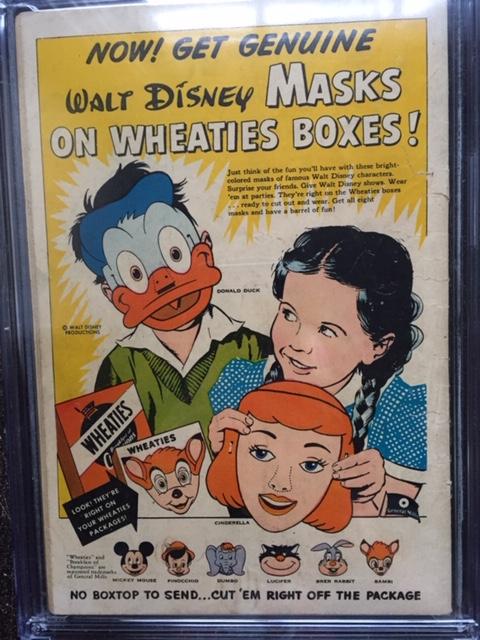 NOW! GET GENUINE
WALT DISNEY MASKS
ON WHEATIES BOXES!
Just think of the fun you'll have with these bright-
colored masks of famous Walt Disney characters.
Surprise your friends. Give Walt Disney shows. Wear
'em at parties. They're right on the Wheaties boxes
... ready to cut out and wear. Get all eight
masks and have a barrel of fun!
DONALD DUCK
© WALT DISNEY
PRODUCTIONS
WHEATIES
WHEATIES
LOOK! THEY'RE
RIGHT ON
YOUR WHEATIES
PACKAGES!
CINDERELLA
General Mills
"Wheaties" and
"Breakfast of
Champions" are
registered trademarks
of General Mills
MICKEY MOUSE PINOCCHIO DUMBO LUCIFER BRER RABBIT BAMBI
NO BOXTOP TO SEND...CUT 'EM RIGHT OFF THE PACKAGE